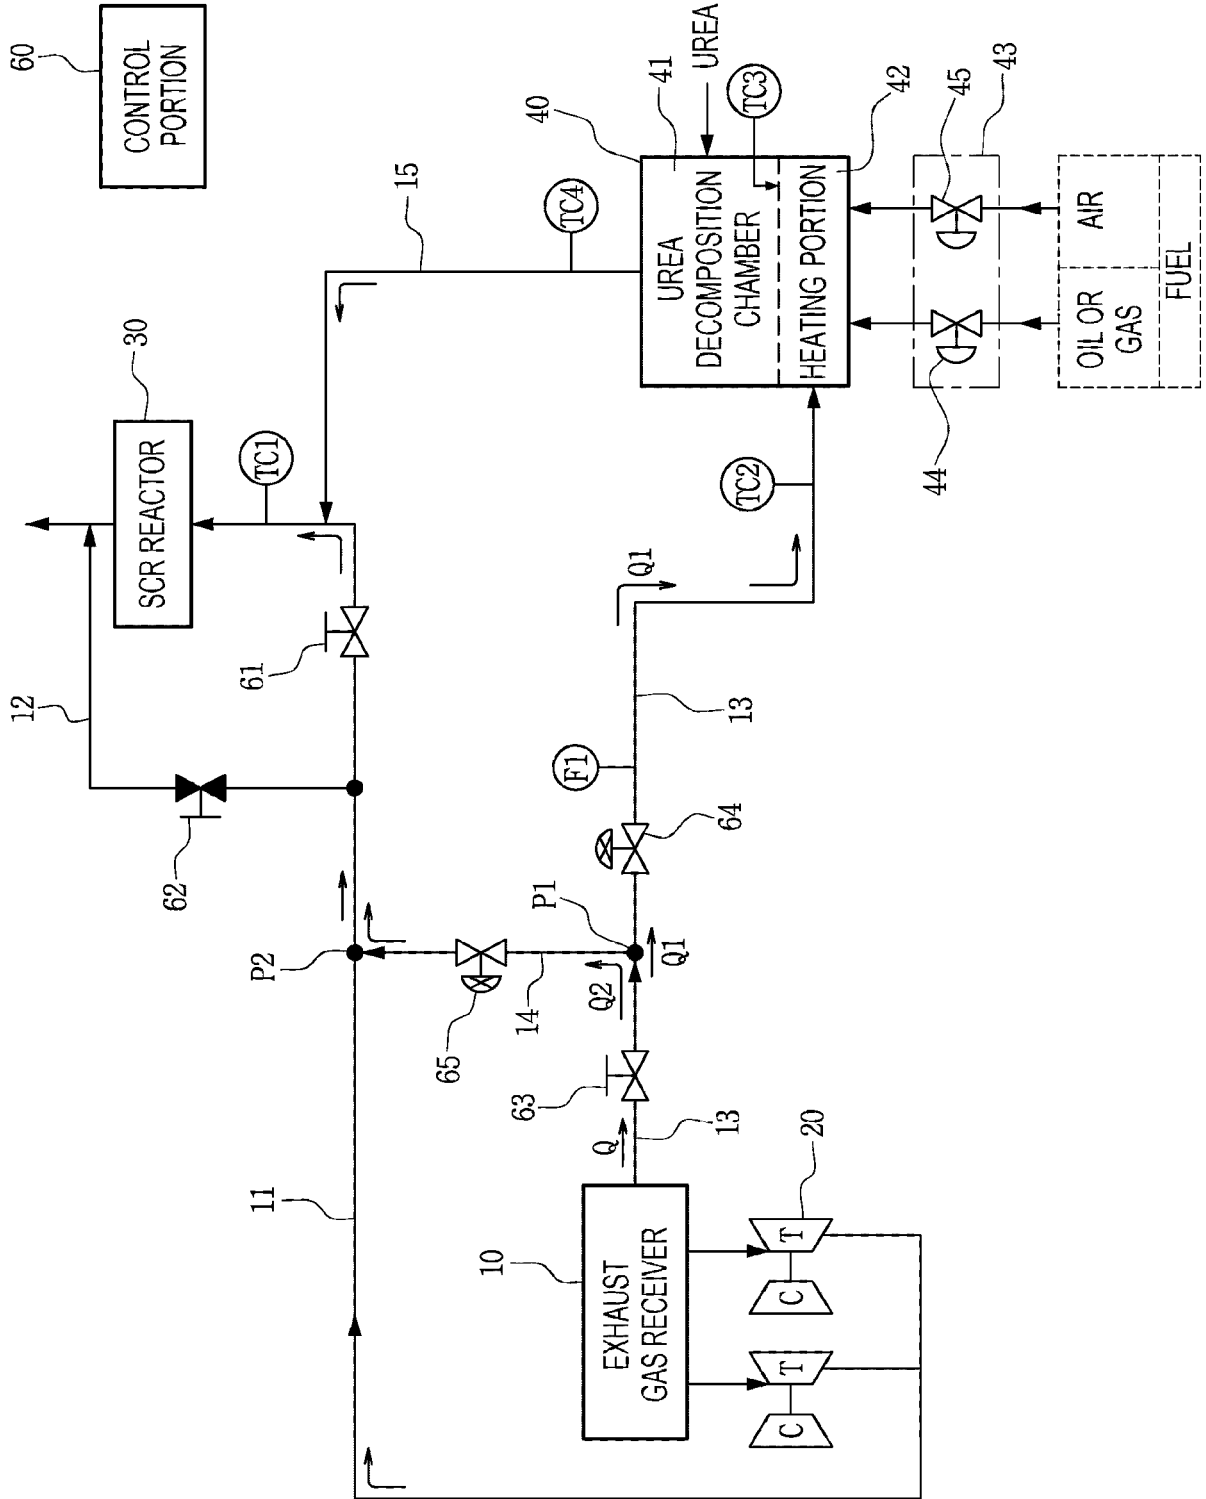 60
CONTROL
PORTION
12
30
SCR REACTOR
62
61
11
P2
TC1
15
65
10
63
14
P1
40
TC4
F1
Q
Q2
Q1
Q1
EXHAUST
GAS RECEIVER
UREA
DECOMPOSITION
CHAMBER
41
UREA
13
64
13
TC2
TC3
C
T
C
T
20
HEATING PORTION
42
44
45
43
OIL OR
GAS
AIR
FUEL